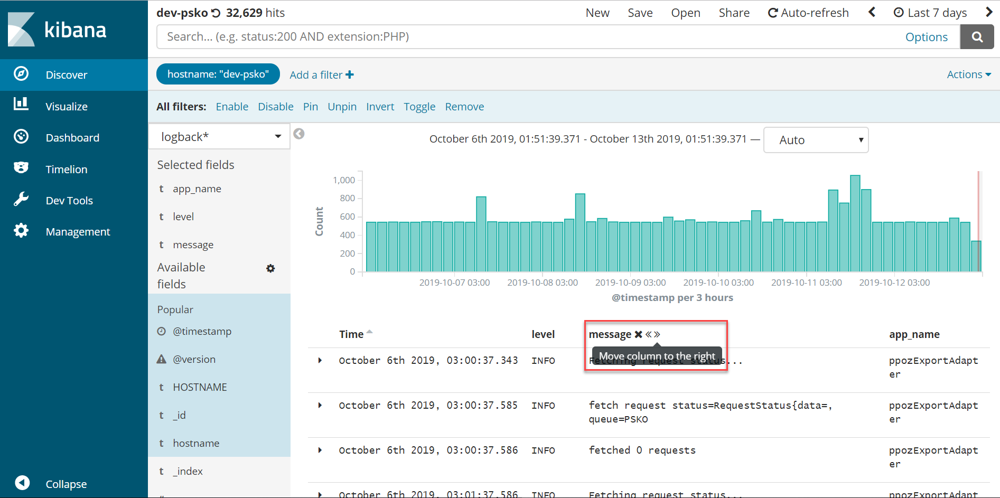 kibana
Discover
Visualize
Dashboard
Timelion
Dev Tools
Management
Collapse
dev-psko 32,629 hits
New Save Open Share Auto-refresh Last 7 days
Search... (e.g. status:200 AND extension:PHP)
Options
hostname: "dev-psko" Add a filter
Actions
All filters: Enable Disable Pin Unpin Invert Toggle Remove
logback*
Selected fields
t app_name
t level
t message
Available
fields
Popular
@timestamp
@version
t HOSTNAME
t _id
t hostname
t _index
October 6th 2019, 01:51:39.371 - October 13th 2019, 01:51:39.371 — Auto
Count
1,000
800
600
400
200
0
2019-10-07 03:00 2019-10-08 03:00 2019-10-09 03:00 2019-10-10 03:00 2019-10-11 03:00 2019-10-12 03:00
@timestamp per 3 hours
Time level message app_name
Move column to the right
October 6th 2019, 03:00:37.343 INFO Fetching request status... ppozExportAdapt
er
October 6th 2019, 03:00:37.585 INFO fetch request status=RequestStatus{data=, ppozExportAdapt
queue=PSKO er
October 6th 2019, 03:00:37.586 INFO fetched 0 requests ppozExportAdapt
er
October 6th 2019, 03:01:37.586 INFO Fetching request status... ppozExportAdapt